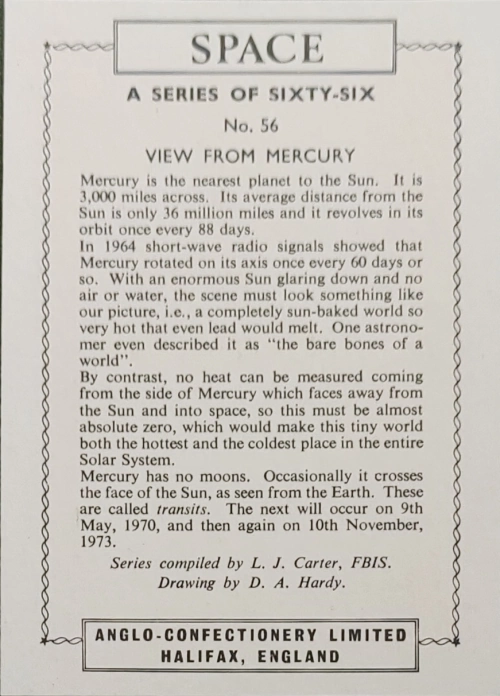 SPACE
A SERIES OF SIXTY-SIX
No. 56
VIEW FROM MERCURY
Mercury is the nearest planet to the Sun. It is
3,000 miles across. Its average distance from the
Sun is only 36 million miles and it revolves in its
orbit once every 88 days.
In 1964 short-wave radio signals showed that
Mercury rotated on its axis once every 60 days or
so. With an enormous Sun glaring down and no
air or water, the scene must look something like
our picture, i.e., a completely sun-baked world so
very hot that even lead would melt. One astrono-
mer even described it as "the bare bones of a
world".
By contrast, no heat can be measured coming
from the side of Mercury which faces away from
the Sun and into space, so this must be almost
absolute zero, which would make this tiny world
both the hottest and the coldest place in the entire
Solar System.
Mercury has no moons. Occasionally it crosses
the face of the Sun, as seen from the Earth. These
are called transits. The next will occur on 9th
May, 1970, and then again on 10th November,
1973.
Series compiled by L. J. Carter, FBIS.
Drawing by D. A. Hardy.
ANGLO-CONFECTIONERY LIMITED
HALIFAX, ENGLAND